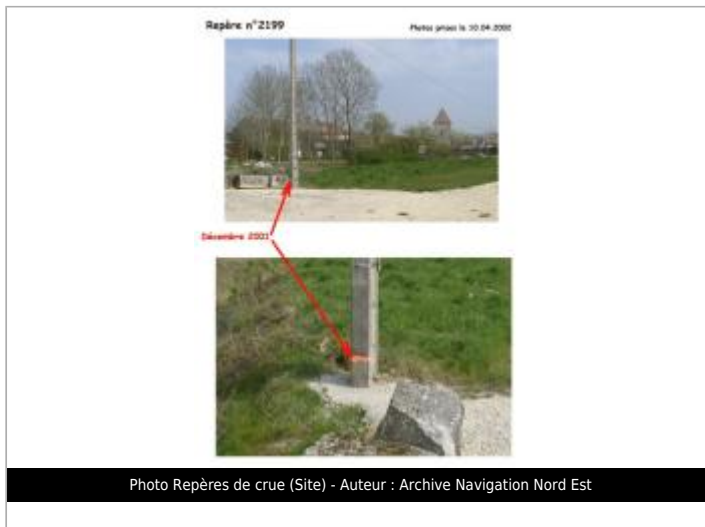 Repère n°2199
Photos prises le 10.04.2002
Décembre 2001
Photo Repères de crue (Site) - Auteur : Archive Navigation Nord Est